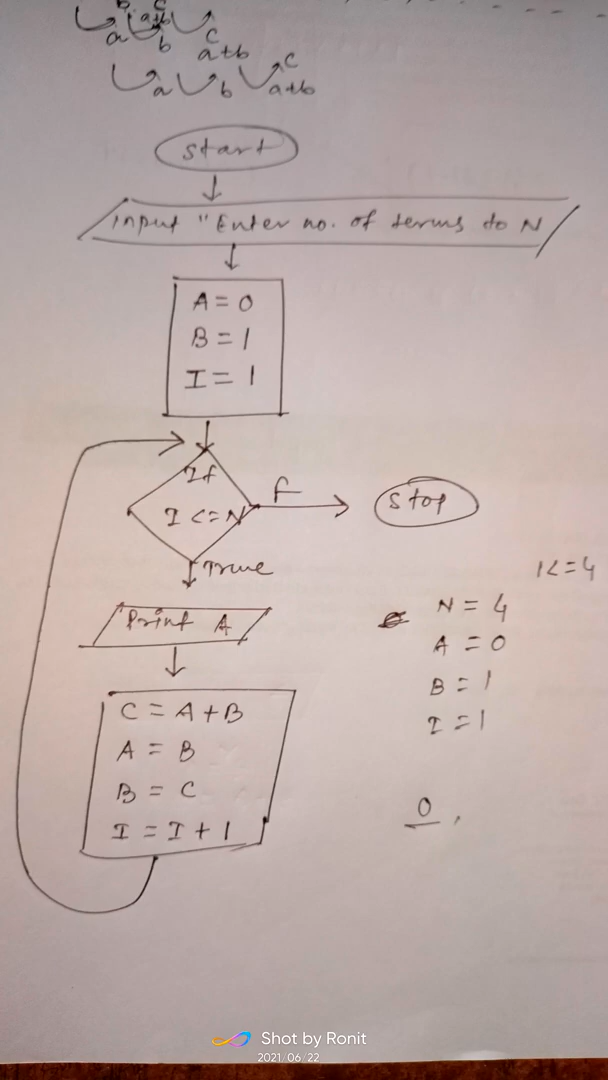 b c
a+b
a b c
a+b
c
a b a+b
start
Input "Enter no. of terms to N
A = 0
B = 1
I = 1
If
I <= N
F
Stop
True
1<=4
Print A
N = 4
A = 0
B = 1
I = 1
C = A + B
A = B
B = C
I = I + 1
0,
Shot by Ronit
2021/06/22